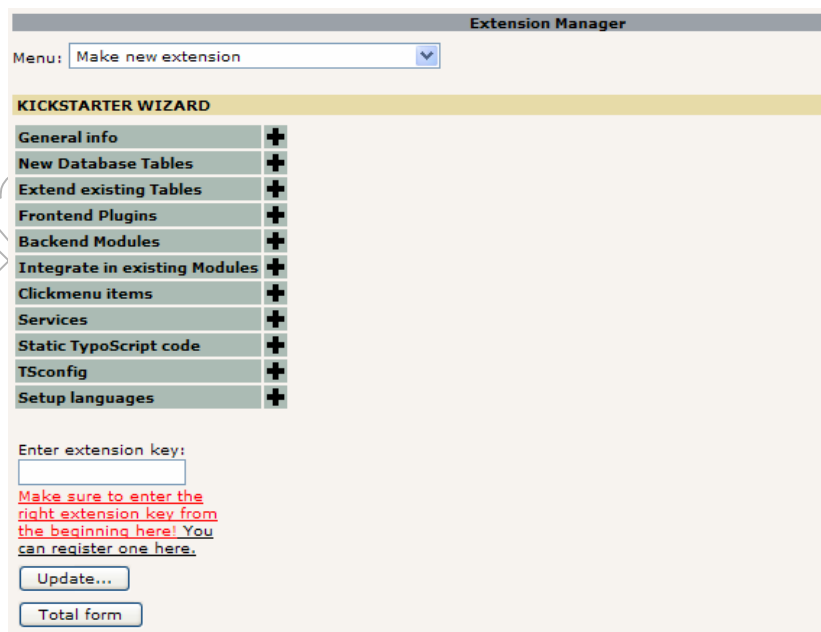 Extension Manager
Menu: Make new extension
KICKSTARTER WIZARD
General info
New Database Tables
Extend existing Tables
Frontend Plugins
Backend Modules
Integrate in existing Modules
Clickmenu items
Services
Static TypoScript code
TSconfig
Setup languages
Enter extension key:
Make sure to enter the
right extension key from
the beginning here! You
can register one here.
Update...
Total form